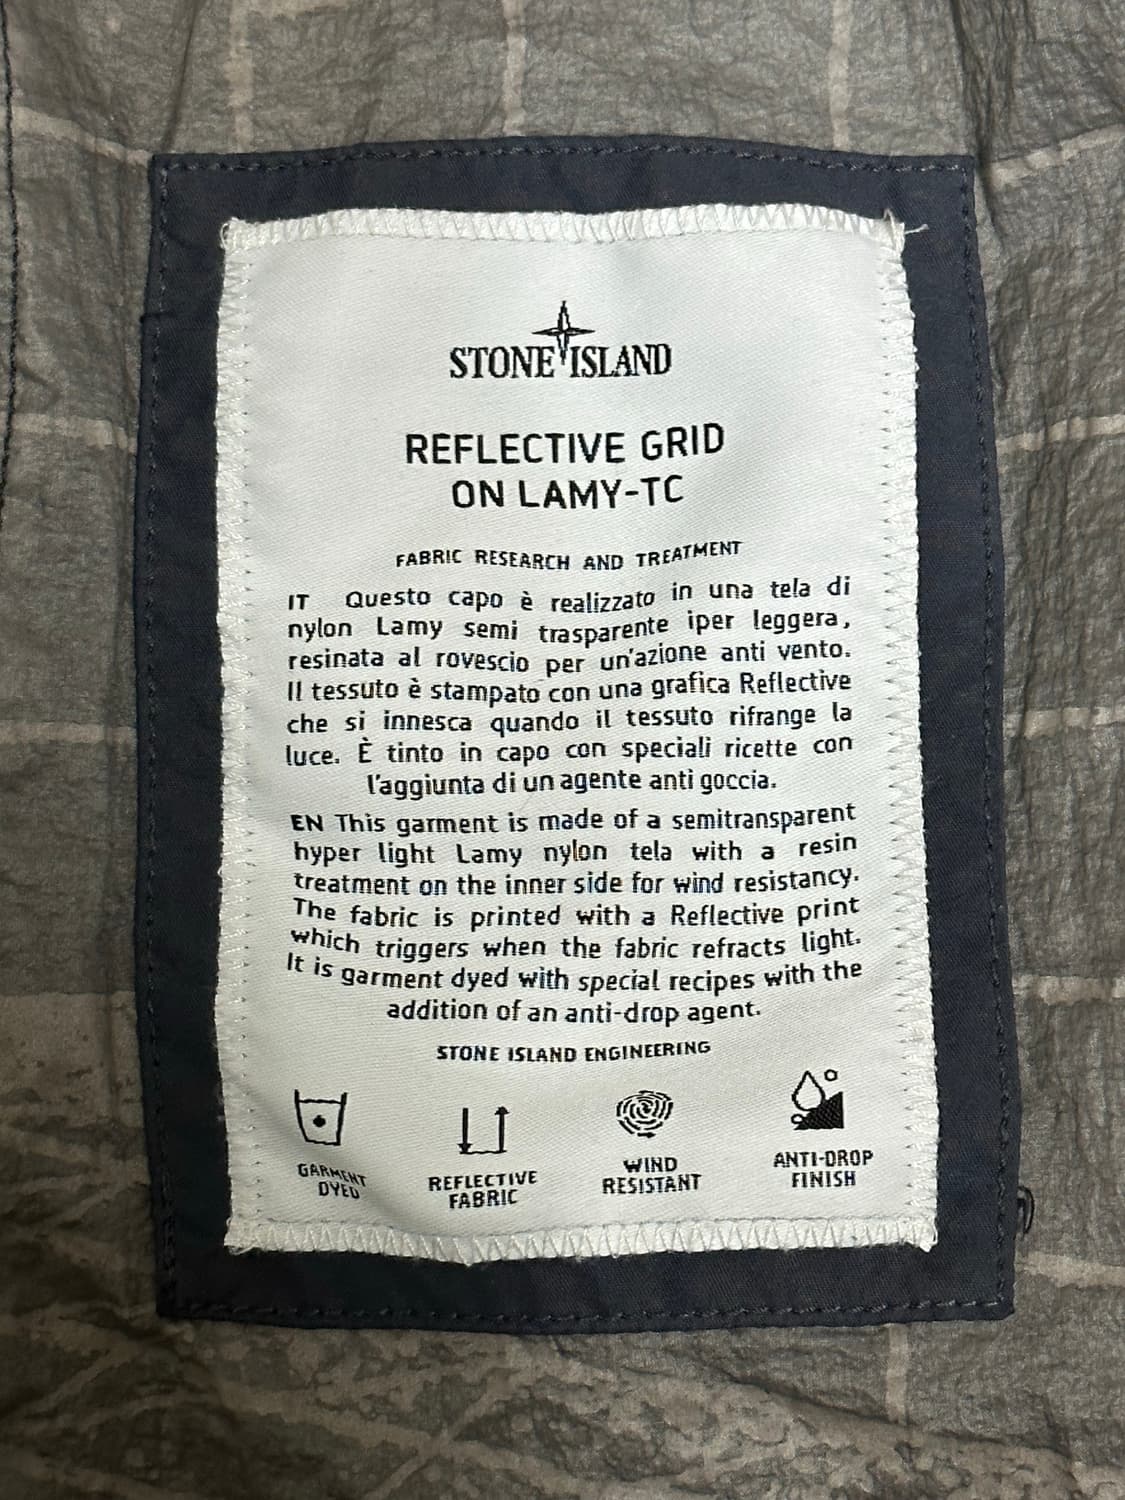 STONE ISLAND
REFLECTIVE GRID
ON LAMY-TC
FABRIC RESEARCH AND TREATMENT
IT Questo capo è realizzato in una tela di
nylon Lamy semi trasparente iper leggera,
resinata al rovescio per un'azione anti vento.
Il tessuto è stampato con una grafica Reflective
che si innesca quando il tessuto rifrange la
luce. È tinto in capo con speciali ricette con
l'aggiunta di un agente anti goccia.
EN This garment is made of a semitransparent
hyper light Lamy nylon tela with a resin
treatment on the inner side for wind resistancy.
The fabric is printed with a Reflective print
which triggers when the fabric refracts light.
It is garment dyed with special recipes with the
addition of an anti-drop agent.
STONE ISLAND ENGINEERING
GARMENT
DYED
REFLECTIVE
FABRIC
WIND
RESISTANT
ANTI-DROP
FINISH